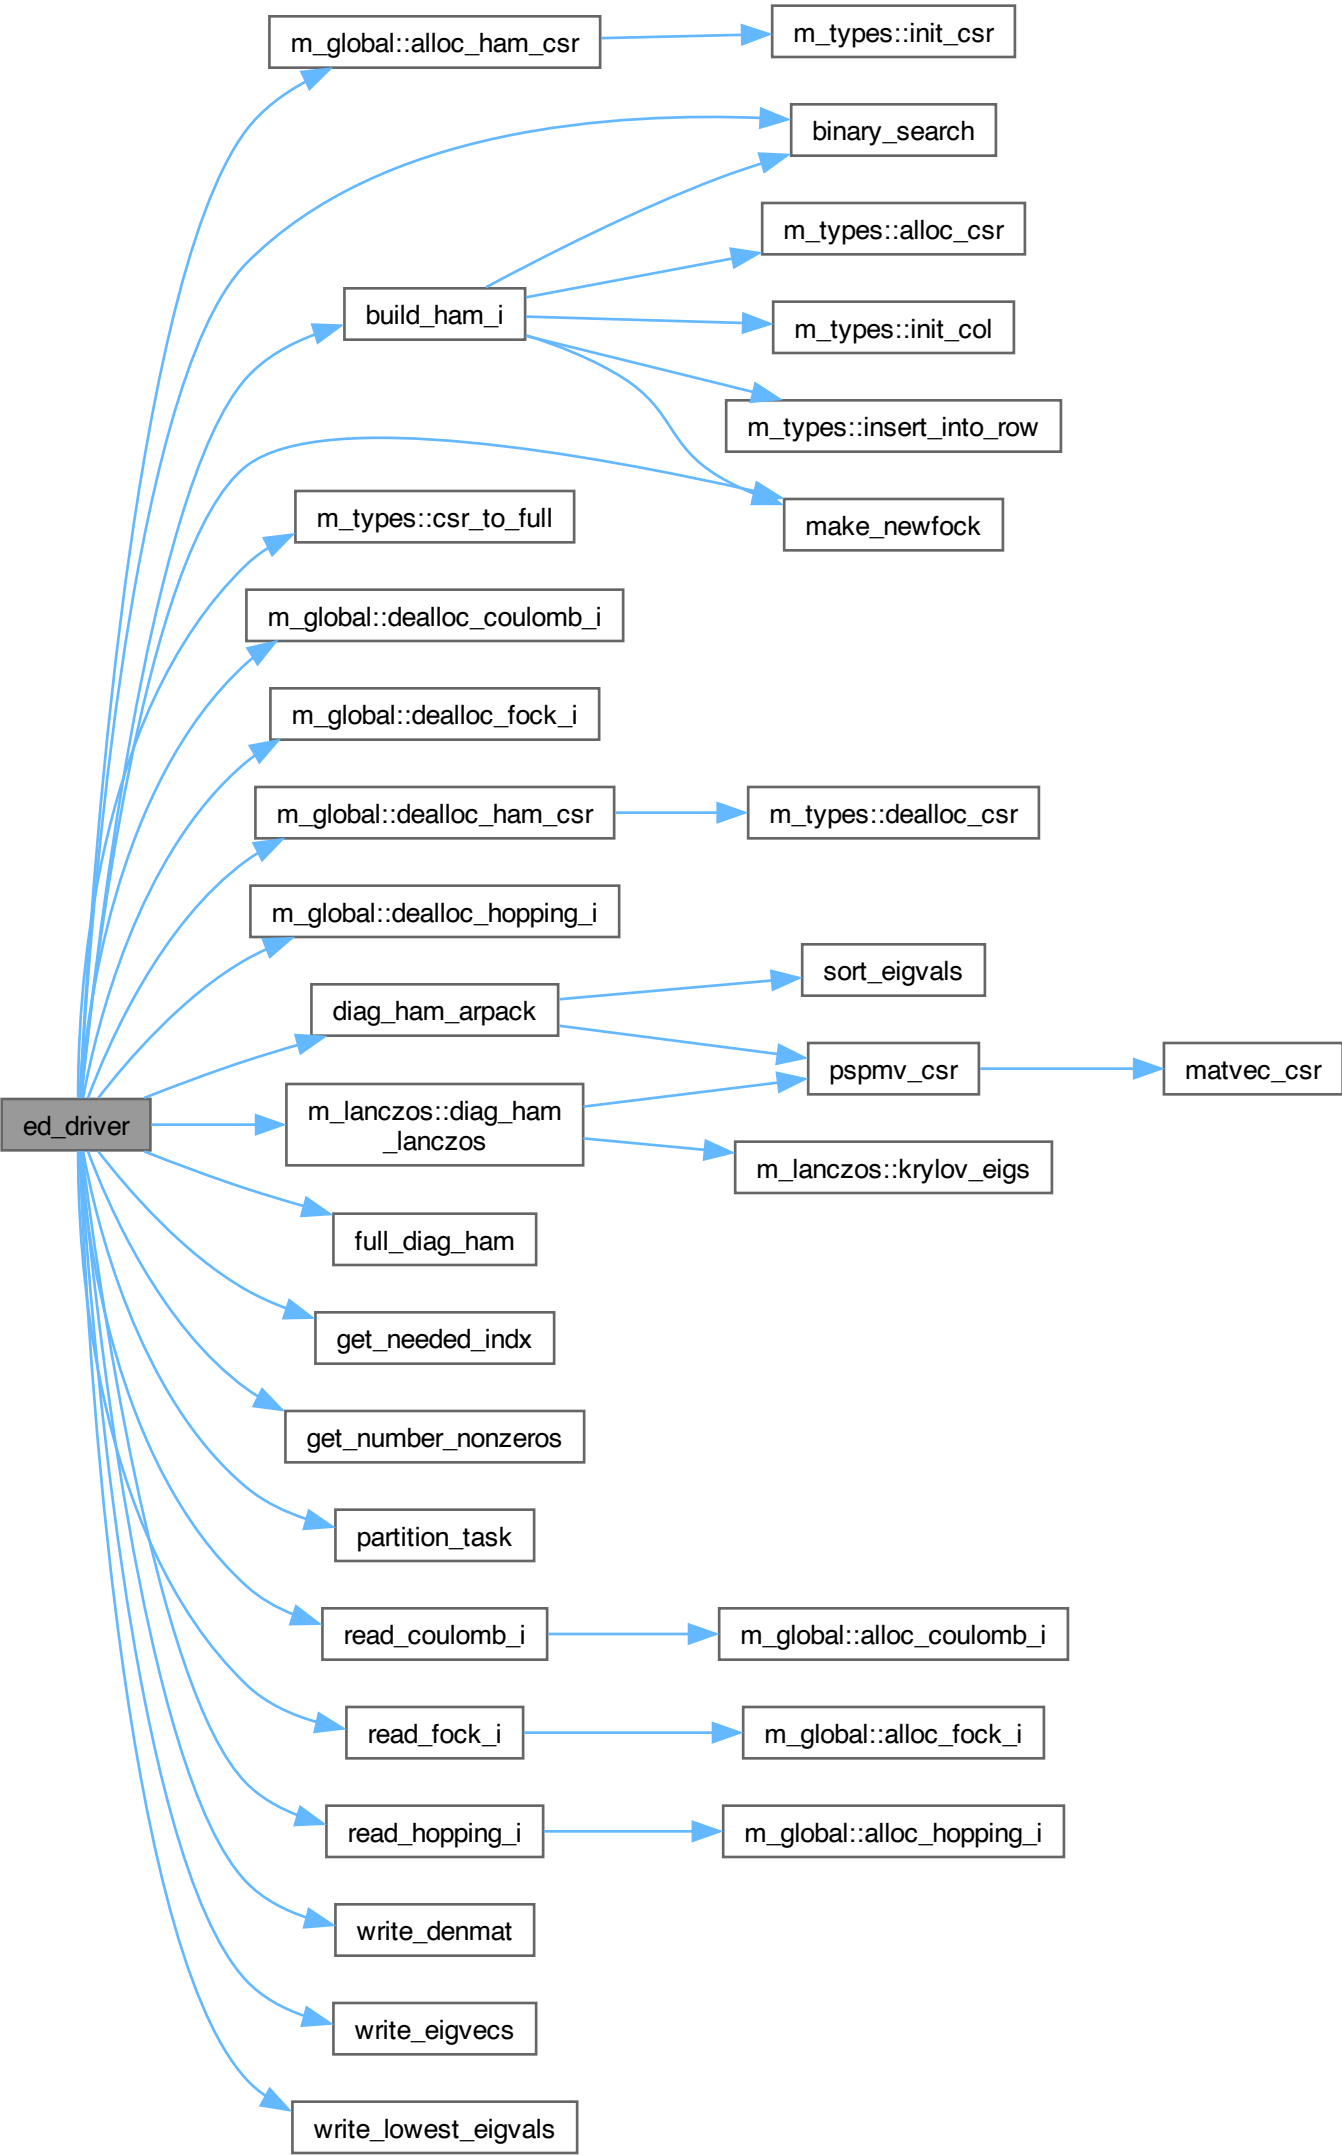 m_global::alloc_ham_csr
m_types::init_csr
binary_search
m_types::alloc_csr
build_ham_i
m_types::init_col
m_types::insert_into_row
m_types::csr_to_full
make_newfock
m_global::dealloc_coulomb_i
m_global::dealloc_fock_i
m_global::dealloc_ham_csr
m_types::dealloc_csr
m_global::dealloc_hopping_i
sort_eigvals
diag_ham_arpack
pspmv_csr
matvec_csr
ed_driver
m_lanczos::diag_ham
_lanczos
m_lanczos::krylov_eigs
full_diag_ham
get_needed_indx
get_number_nonzeros
partition_task
read_coulomb_i
m_global::alloc_coulomb_i
read_fock_i
m_global::alloc_fock_i
read_hopping_i
m_global::alloc_hopping_i
write_denmat
write_eigvecs
write_lowest_eigvals